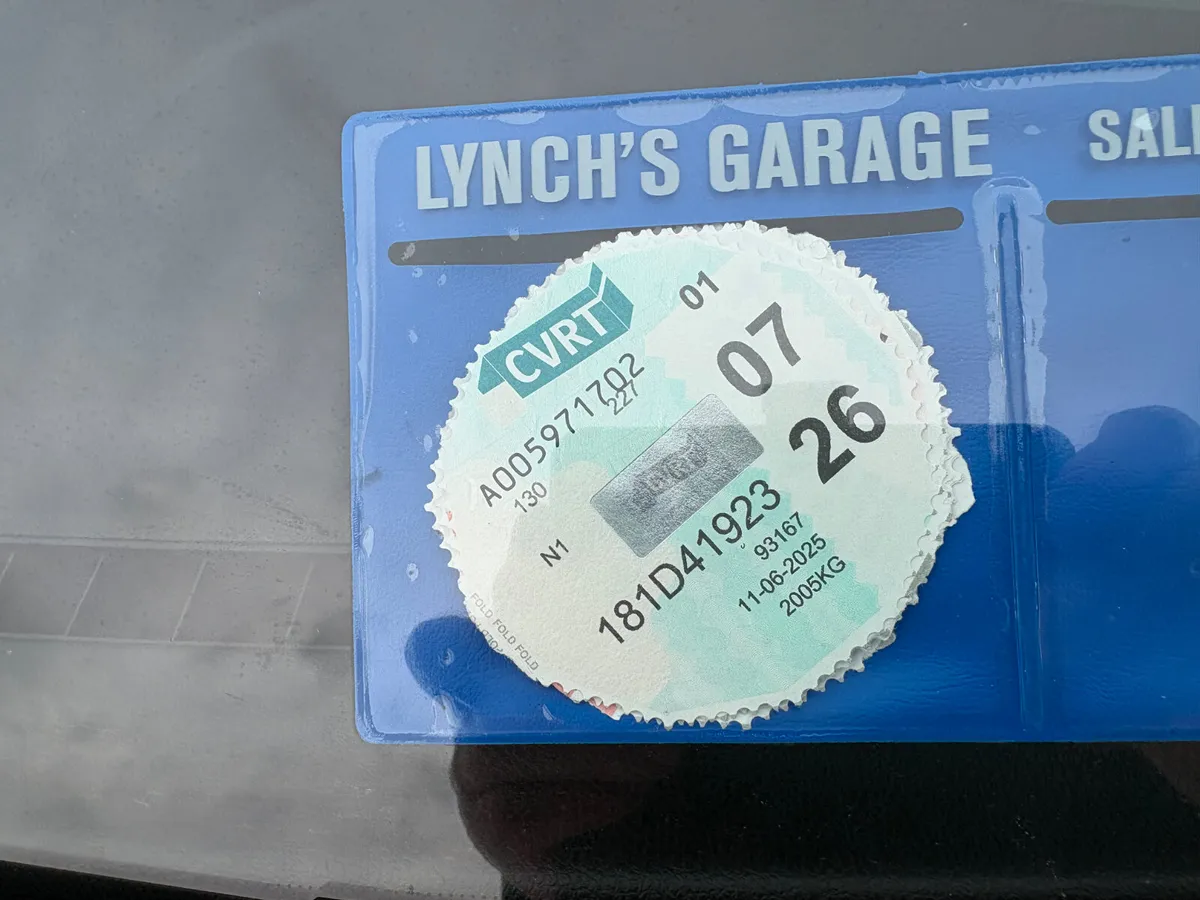 LYNCH'S GARAGE
CVRT
01
07
26
A005971702
227
130
N1
181D41923
93167
11-06-2025
2005KG
FOLD FOLD FOLD